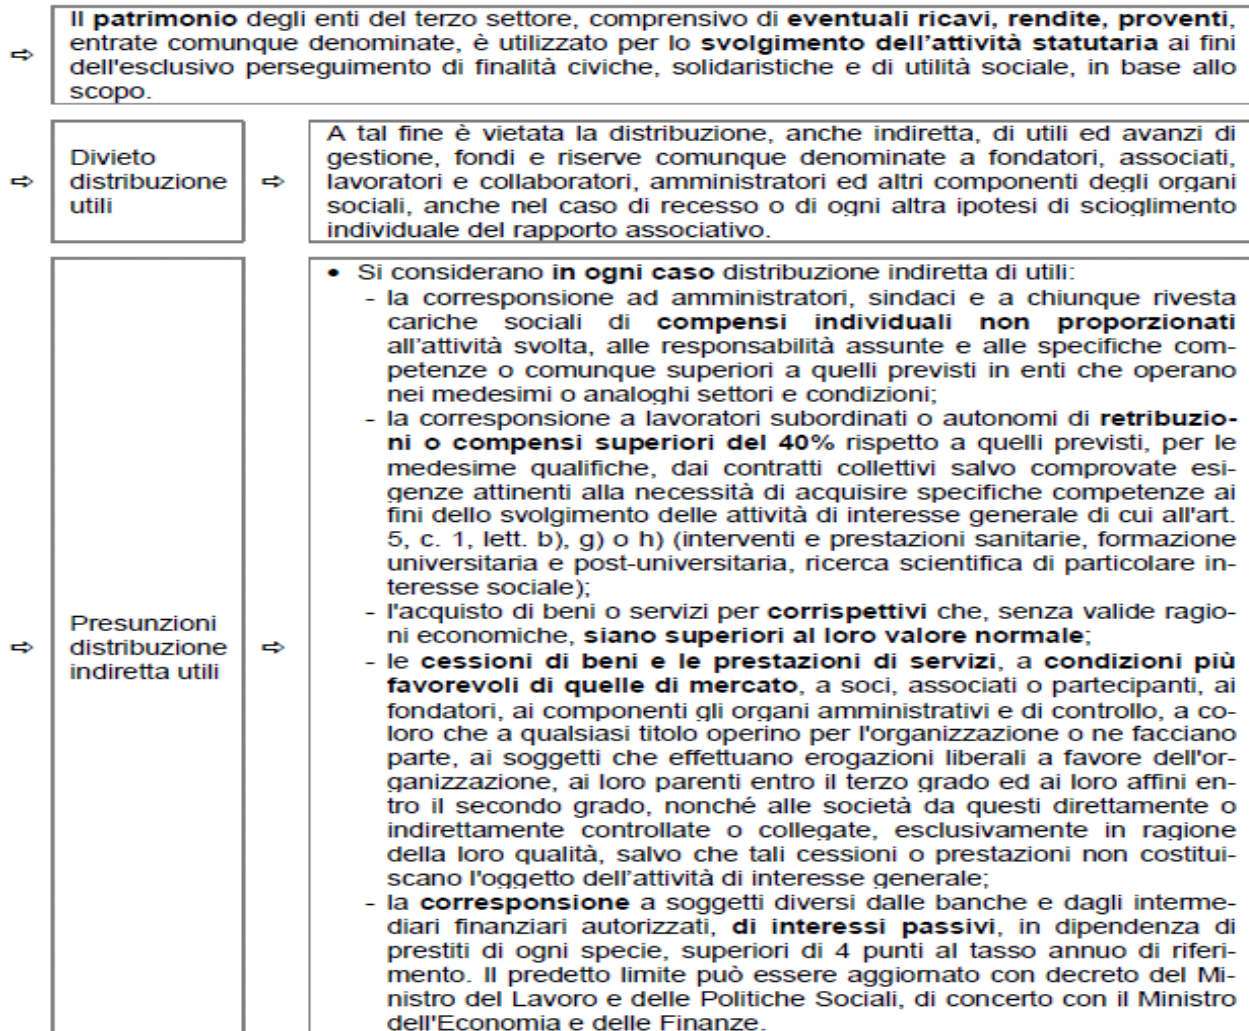 Il patrimonio degli enti del terzo settore, comprensivo di eventuali ricavi, rendite, proventi,
⇨ entrate comunque denominate, è utilizzato per lo svolgimento dell'attività statutaria ai fini
dell'esclusivo perseguimento di finalità civiche, solidaristiche e di utilità sociale, in base allo
scopo.
⇨ Divieto
distribuzione
utili
⇨ A tal fine è vietata la distribuzione, anche indiretta, di utili ed avanzi di
gestione, fondi e riserve comunque denominate a fondatori, associati,
lavoratori e collaboratori, amministratori ed altri componenti degli organi
sociali, anche nel caso di recesso o di ogni altra ipotesi di scioglimento
individuale del rapporto associativo.
⇨ Presunzioni
distribuzione
indiretta utili
⇨ • Si considerano in ogni caso distribuzione indiretta di utili:
- la corresponsione ad amministratori, sindaci e a chiunque rivesta
cariche sociali di compensi individuali non proporzionati
all'attività svolta, alle responsabilità assunte e alle specifiche com-
petenze o comunque superiori a quelli previsti in enti che operano
nei medesimi o analoghi settori e condizioni;
- la corresponsione a lavoratori subordinati o autonomi di retribuzio-
ni o compensi superiori del 40% rispetto a quelli previsti, per le
medesime qualifiche, dai contratti collettivi salvo comprovate esi-
genze attinenti alla necessità di acquisire specifiche competenze ai
fini dello svolgimento delle attività di interesse generale di cui all'art.
5, c. 1, lett. b), g) o h) (interventi e prestazioni sanitarie, formazione
universitaria e post-universitaria, ricerca scientifica di particolare in-
teresse sociale);
- l'acquisto di beni o servizi per corrispettivi che, senza valide ragio-
ni economiche, siano superiori al loro valore normale;
- le cessioni di beni e le prestazioni di servizi, a condizioni più
favorevoli di quelle di mercato, a soci, associati o partecipanti, ai
fondatori, ai componenti gli organi amministrativi e di controllo, a co-
loro che a qualsiasi titolo operino per l'organizzazione o ne facciano
parte, ai soggetti che effettuano erogazioni liberali a favore dell'or-
ganizzazione, ai loro parenti entro il terzo grado ed ai loro affini en-
tro il secondo grado, nonché alle società da questi direttamente o
indirettamente controllate o collegate, esclusivamente in ragione
della loro qualità, salvo che tali cessioni o prestazioni non costitui-
scano l'oggetto dell'attività di interesse generale;
- la corresponsione a soggetti diversi dalle banche e dagli interme-
diari finanziari autorizzati, di interessi passivi, in dipendenza di
prestiti di ogni specie, superiori di 4 punti al tasso annuo di riferi-
mento. Il predetto limite può essere aggiornato con decreto del Mi-
nistro del Lavoro e delle Politiche Sociali, di concerto con il Ministro
dell'Economia e delle Finanze.